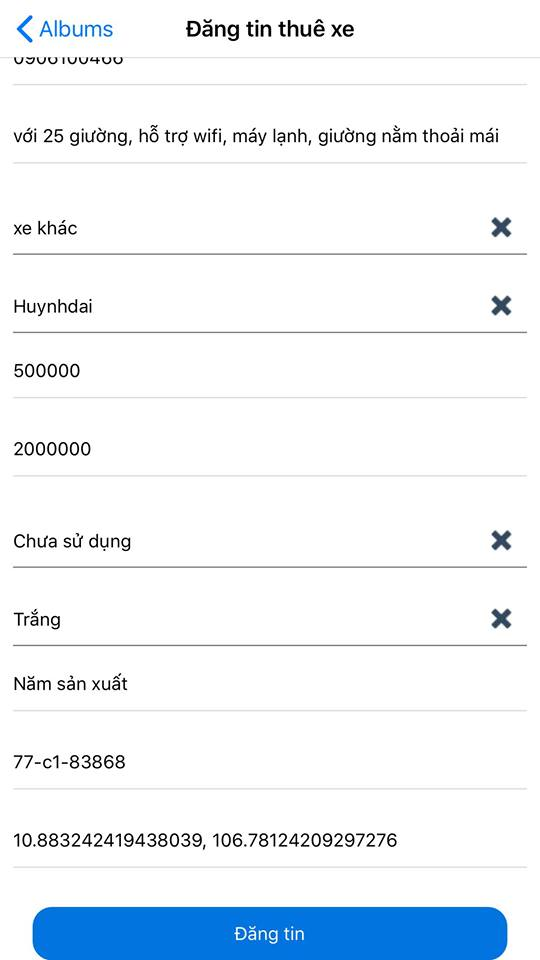 Albums
Đăng tin thuê xe
0906100466
với 25 giường, hỗ trợ wifi, máy lạnh, giường nằm thoải mái
xe khác
Huynhdai
500000
2000000
Chưa sử dụng
Trắng
Năm sản xuất
77-c1-83868
10.883242419438039, 106.78124209297276
Đăng tin